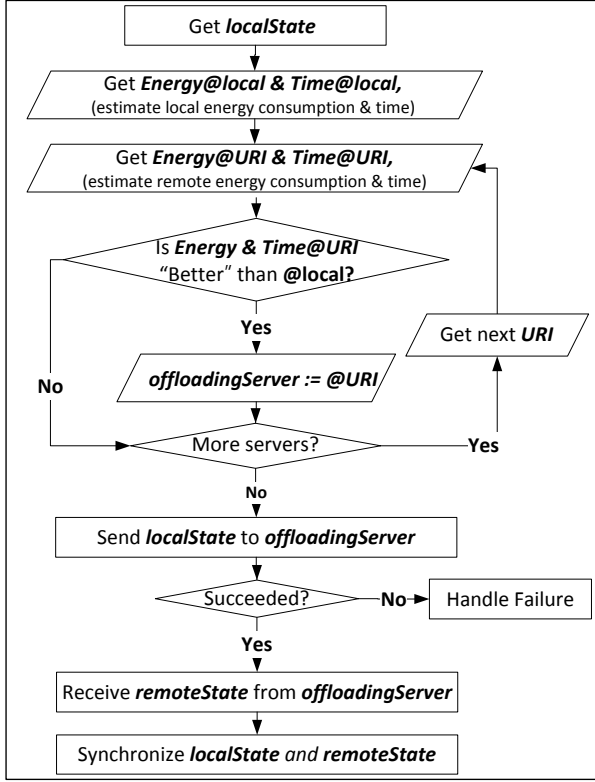 Get localState
Get Energy@local & Time@local,
(estimate local energy consumption & time)
Get Energy@URI & Time@URI,
(estimate remote energy consumption & time)
Is Energy & Time@URI
“Better” than @local?
Yes
Get next URI
No
offloadingServer := @URI
More servers?
Yes
No
Send localState to offloadingServer
Succeeded?
No
Handle Failure
Yes
Receive remoteState from offloadingServer
Synchronize localState and remoteState